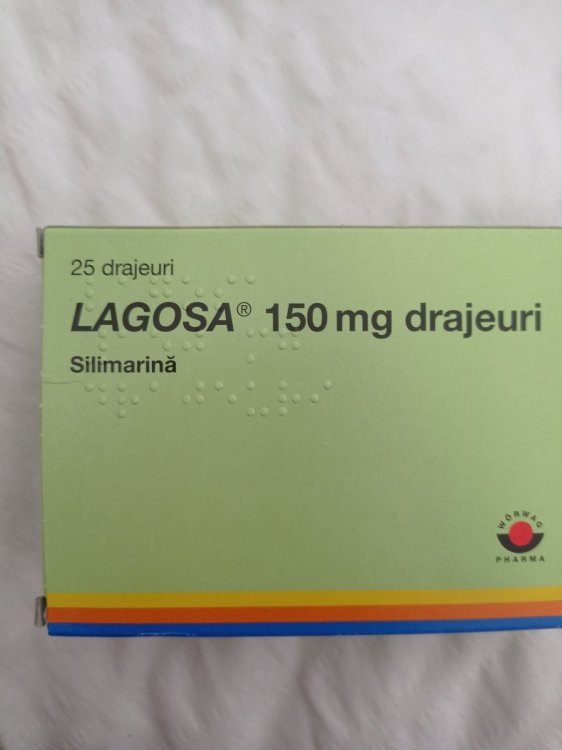 25 drajeuri
LAGOSA® 150 mg drajeuri
Silimarină
WÖRWAG
PHARMA